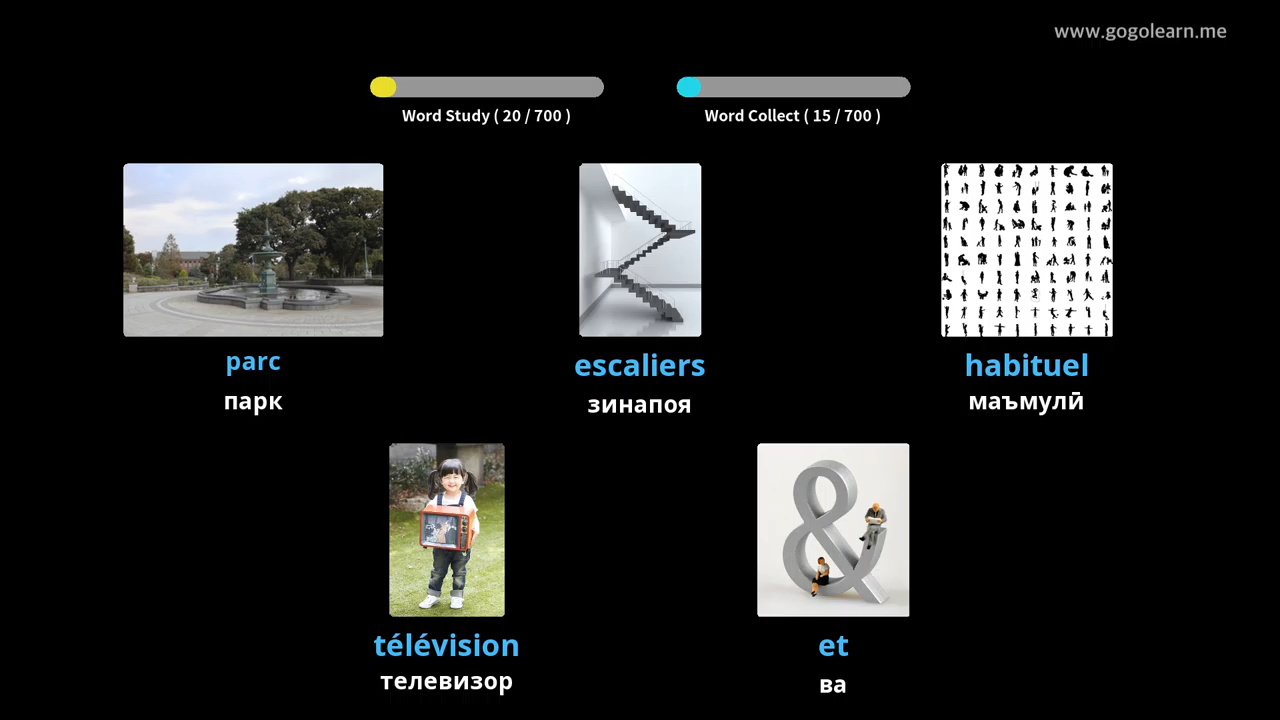 www.gogolearn.me
Word Study ( 20 / 700 )
Word Collect ( 15 / 700 )
parc
парк
escaliers
зинапоя
habituel
маъмулӣ
télévision
телевизор
et
ва